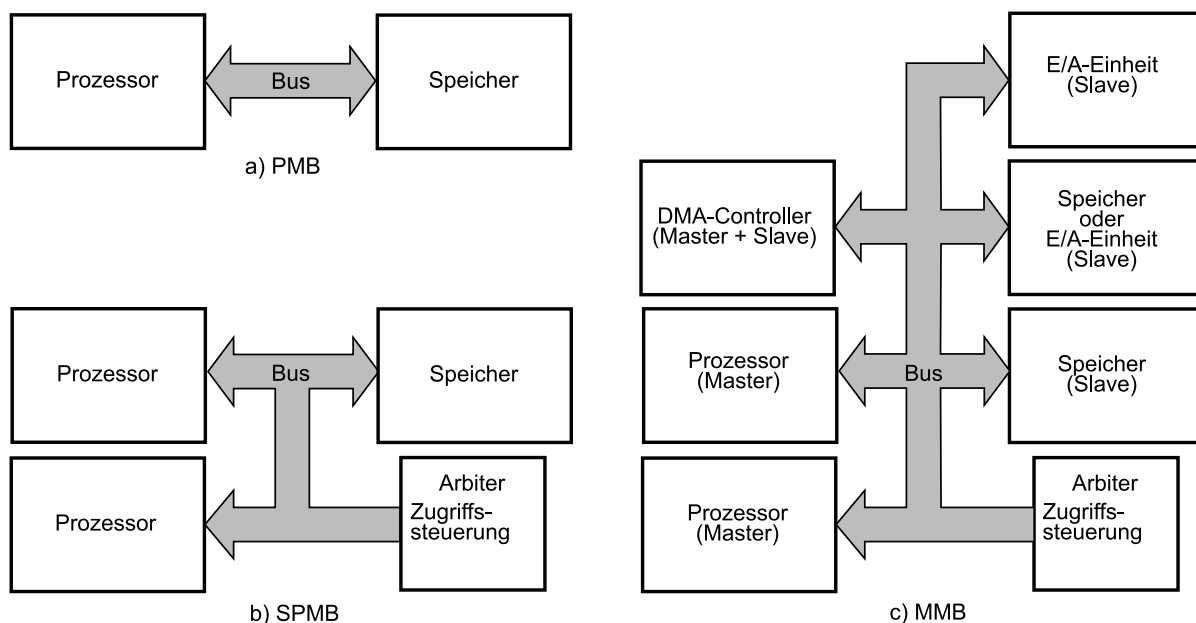 Prozessor
Bus
Speicher
a) PMB
Prozessor
Bus
Speicher
Prozessor
Arbiter
Zugriffs-
steuerung
b) SPMB
E/A-Einheit
(Slave)
DMA-Controller
(Master + Slave)
Speicher
oder
E/A-Einheit
(Slave)
Prozessor
(Master)
Bus
Speicher
(Slave)
Prozessor
(Master)
Arbiter
Zugriffs-
steuerung
c) MMB